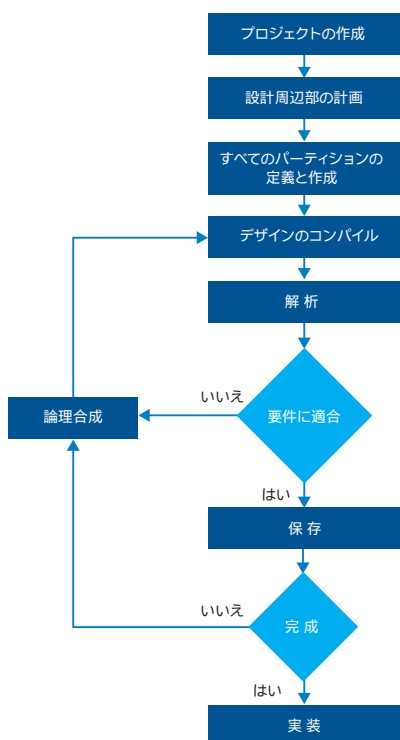 プロジェクトの作成
設計周辺部の計画
すべてのパーティションの
定義と作成
デザインのコンパイル
解 析
いいえ
論理合成
要件に適合
はい
保 存
いいえ
完 成
はい
実 装